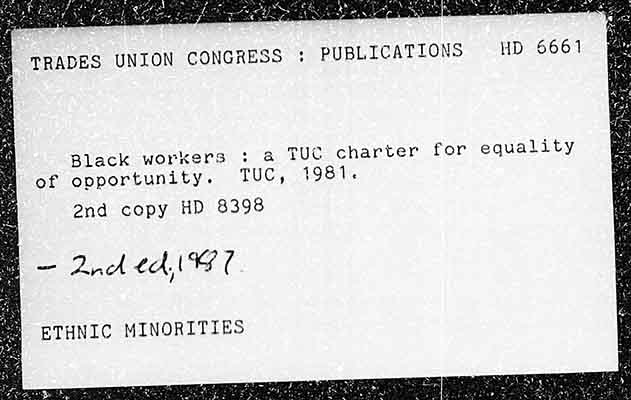 TRADES UNION CONGRESS : PUBLICATIONS HD 6661
Black workers : a TUC charter for equality
of opportunity. TUC, 1981.
2nd copy HD 8398
– 2nd ed; 1987.
ETHNIC MINORITIES